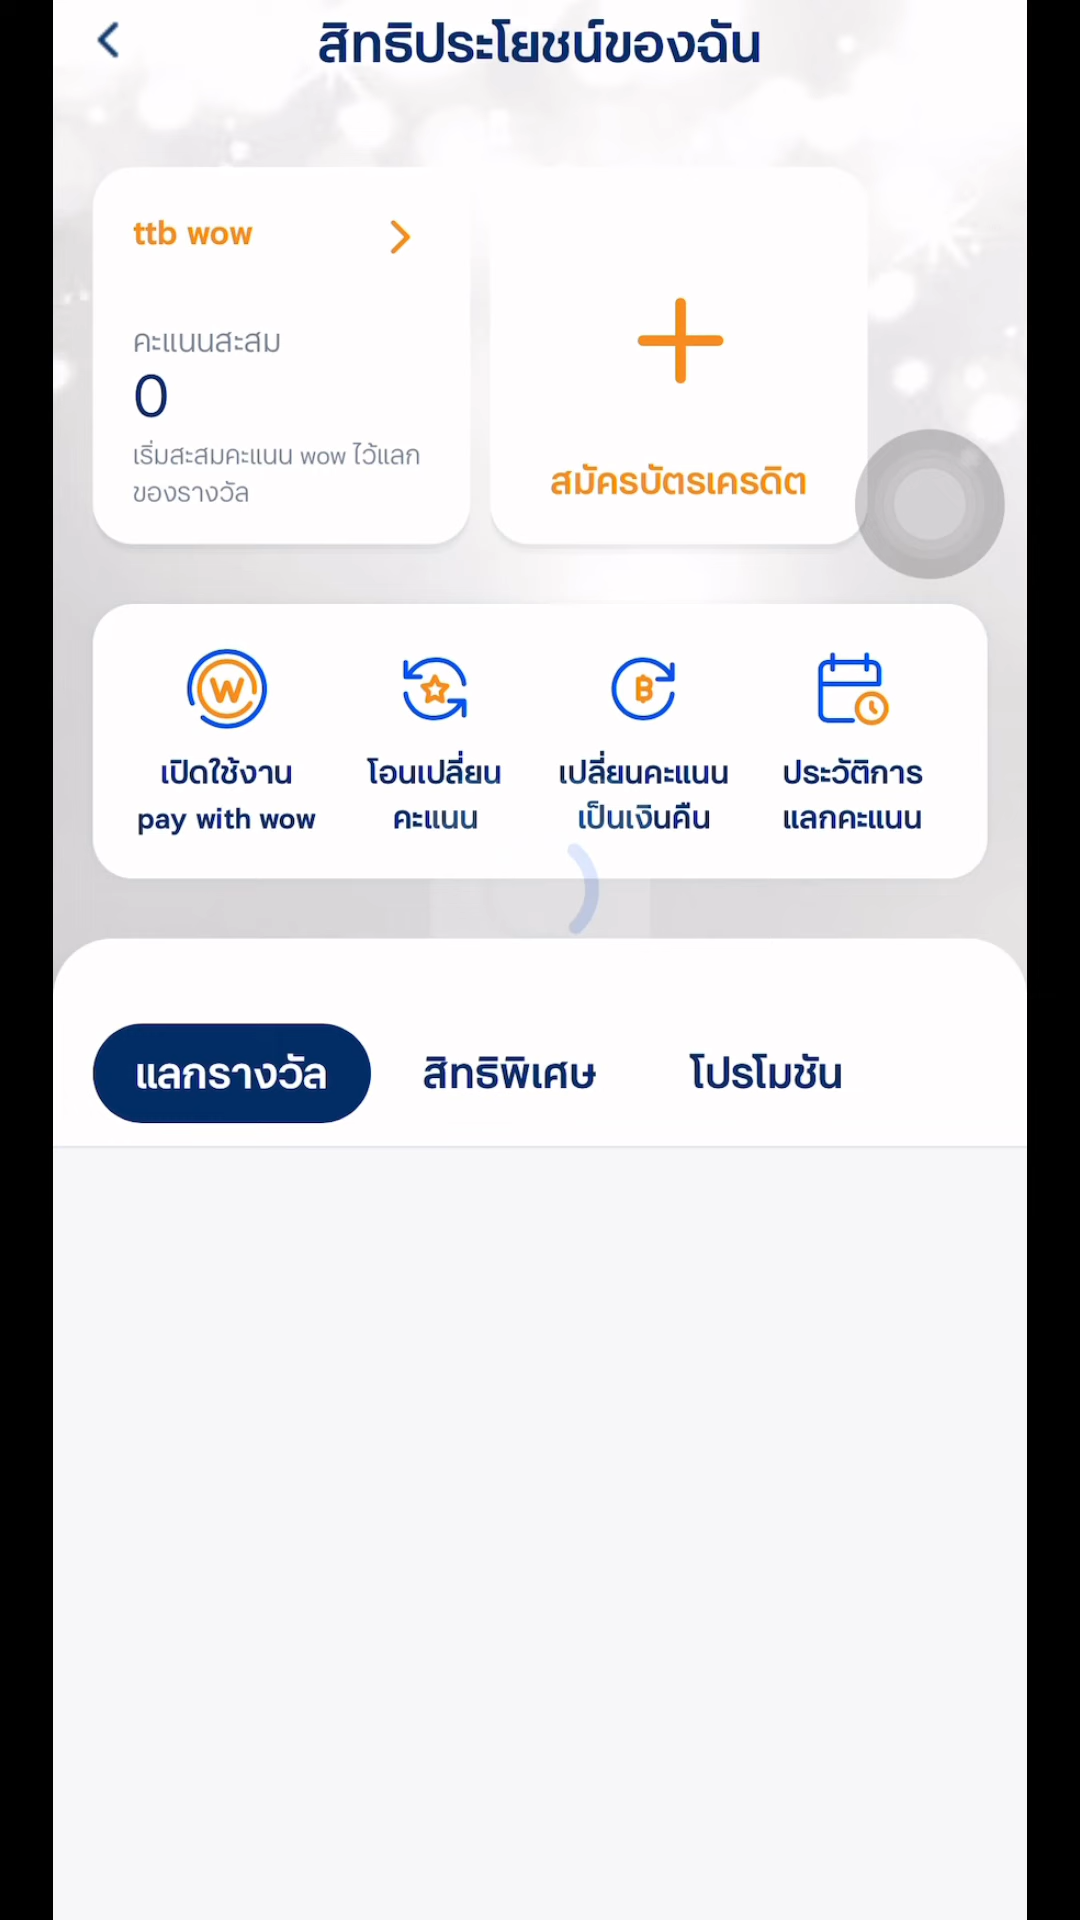 สิทธิประโยชน์ของฉัน
ttb wow
คะแนนสะสม
0
เริ่มสะสมคะแนน wow ไว้แลก
ของรางวัล
สมัครบัตรเครดิต
เปิดใช้งาน
pay with wow
โอนเปลี่ยน
คะแนน
เปลี่ยนคะแนน
เป็นเงินคืน
ประวัติการ
แลกคะแนน
แลกรางวัล
สิทธิพิเศษ
โปรโมชัน